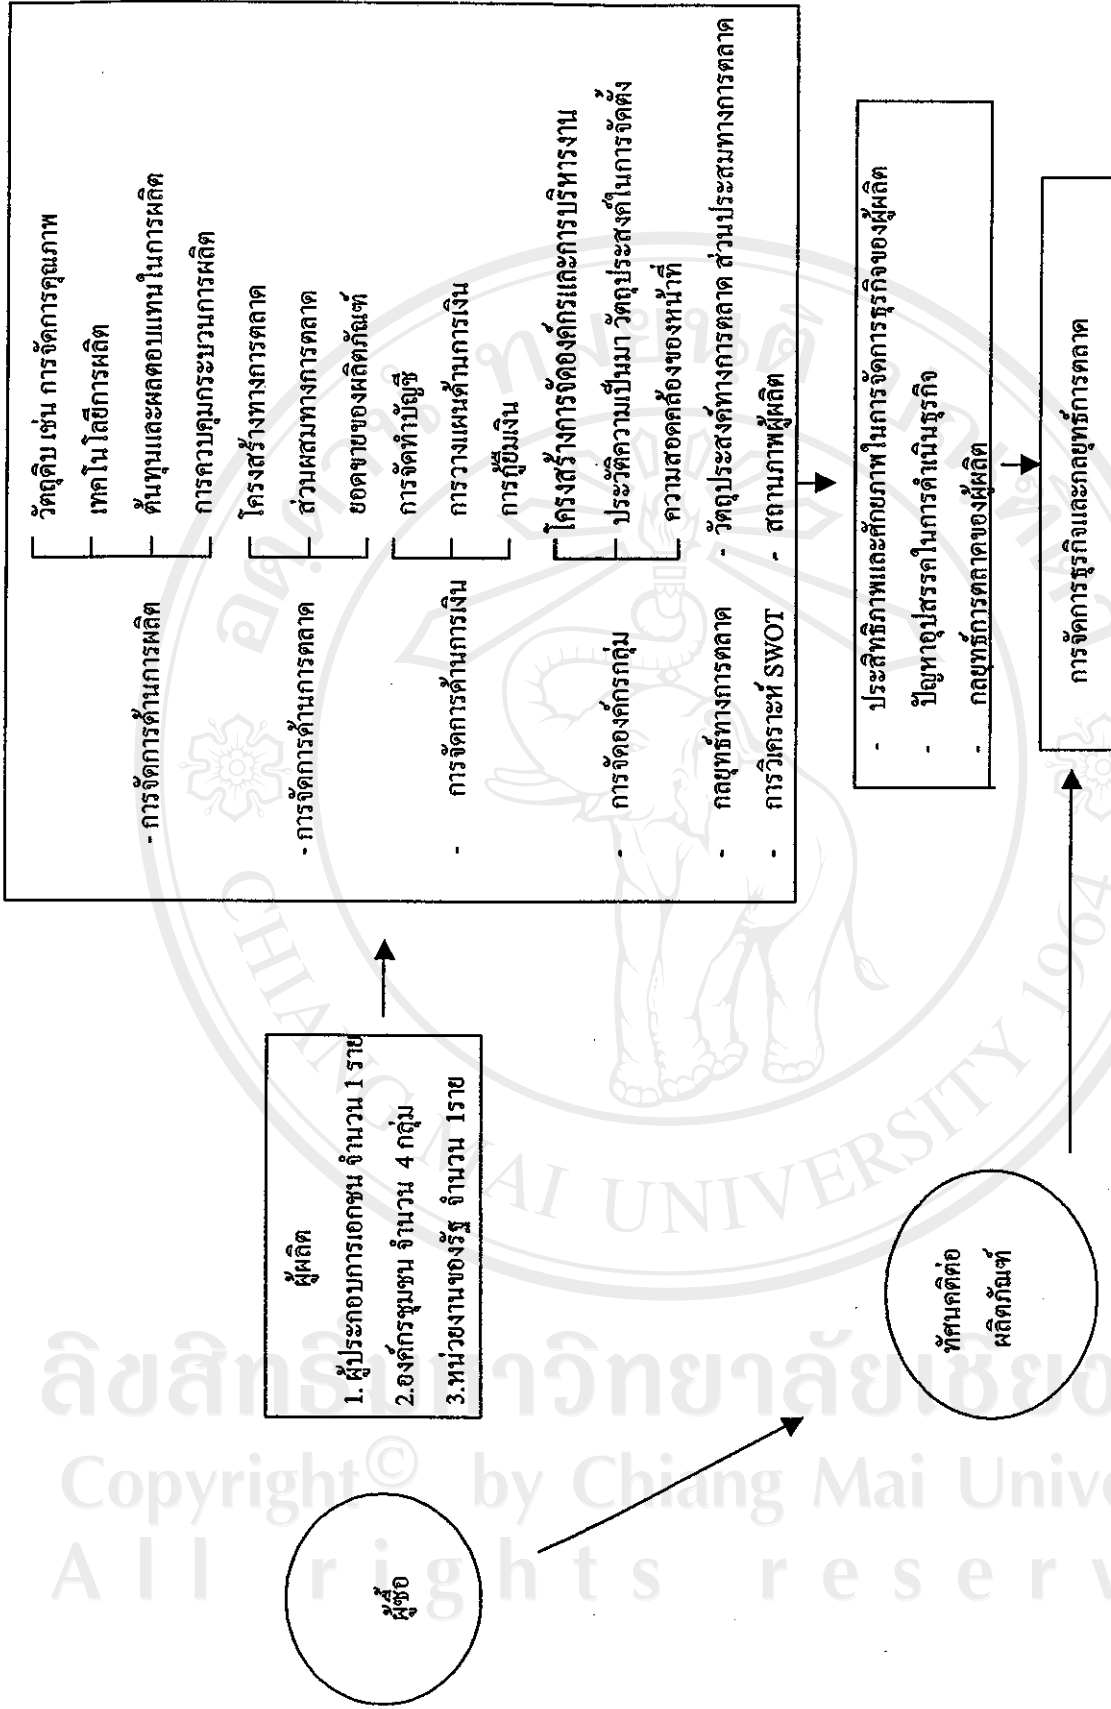 วัตถุดิบ เช่น การจัดการคุณภาพ
เทคโนโลยีการผลิต
- การจัดการด้านการผลิต
ต้นทุนและผลตอบแทนในการผลิต
การควบคุมกระบวนการผลิต
โครงสร้างทางการตลาด
- การจัดการด้านการตลาด
ส่วนผสมทางการตลาด
ยอดขายของผลิตภัณฑ์
การจัดทำบัญชี
- การจัดการด้านการเงิน
การวางแผนด้านการเงิน
การกู้ยืมเงิน
โครงสร้างการจัดองค์กรและการบริหารงาน
- การจัดองค์กรกลุ่ม
ประวัติความเป็นมา วัตถุประสงค์ในการจัดตั้ง
ความสอดคล้องของหน้าที่
- กลยุทธ์ทางการตลาด - วัตถุประสงค์ทางการตลาด ส่วนประสมทางการตลาด
- การวิเคราะห์ SWOT - สถานภาพผู้ผลิต
ผู้ผลิต
1. ผู้ประกอบการเอกชน จำนวน 1 ราย
2.องค์กรชุมชน จำนวน 4 กลุ่ม
3.หน่วยงานของรัฐ จำนวน 1ราย
ผู้ซื้อ
- ประสิทธิภาพและศักยภาพในการจัดการธุรกิจของผู้ผลิต
- ปัญหาอุปสรรคในการดำเนินธุรกิจ
- กลยุทธ์การตลาดของผู้ผลิต
ทัศนคติต่อ
ผลิตภัณฑ์
การจัดการธุรกิจและกลยุทธ์การตลาด
CHIANG MAI UNIVERSITY 1964
Copyright © by Chiang Mai Unive
All rights reserv